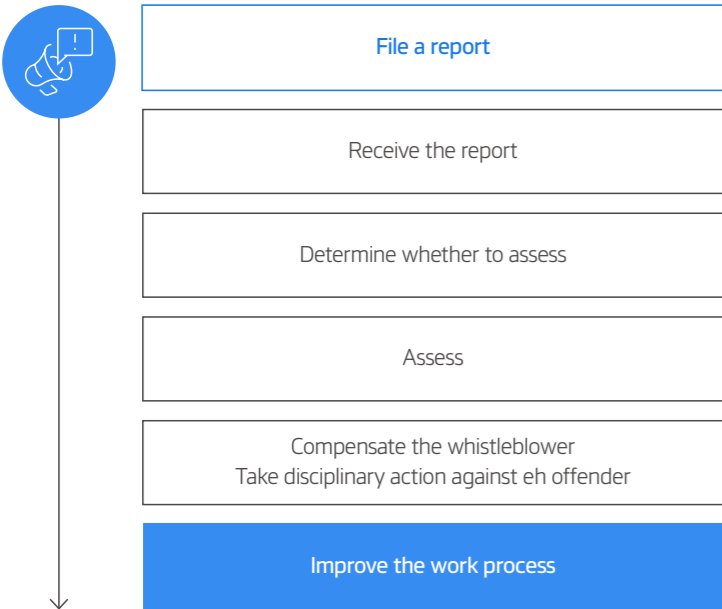 File a report
Receive the report
Determine whether to assess
Assess
Compensate the whistleblower
Take disciplinary action against eh offender
Improve the work process